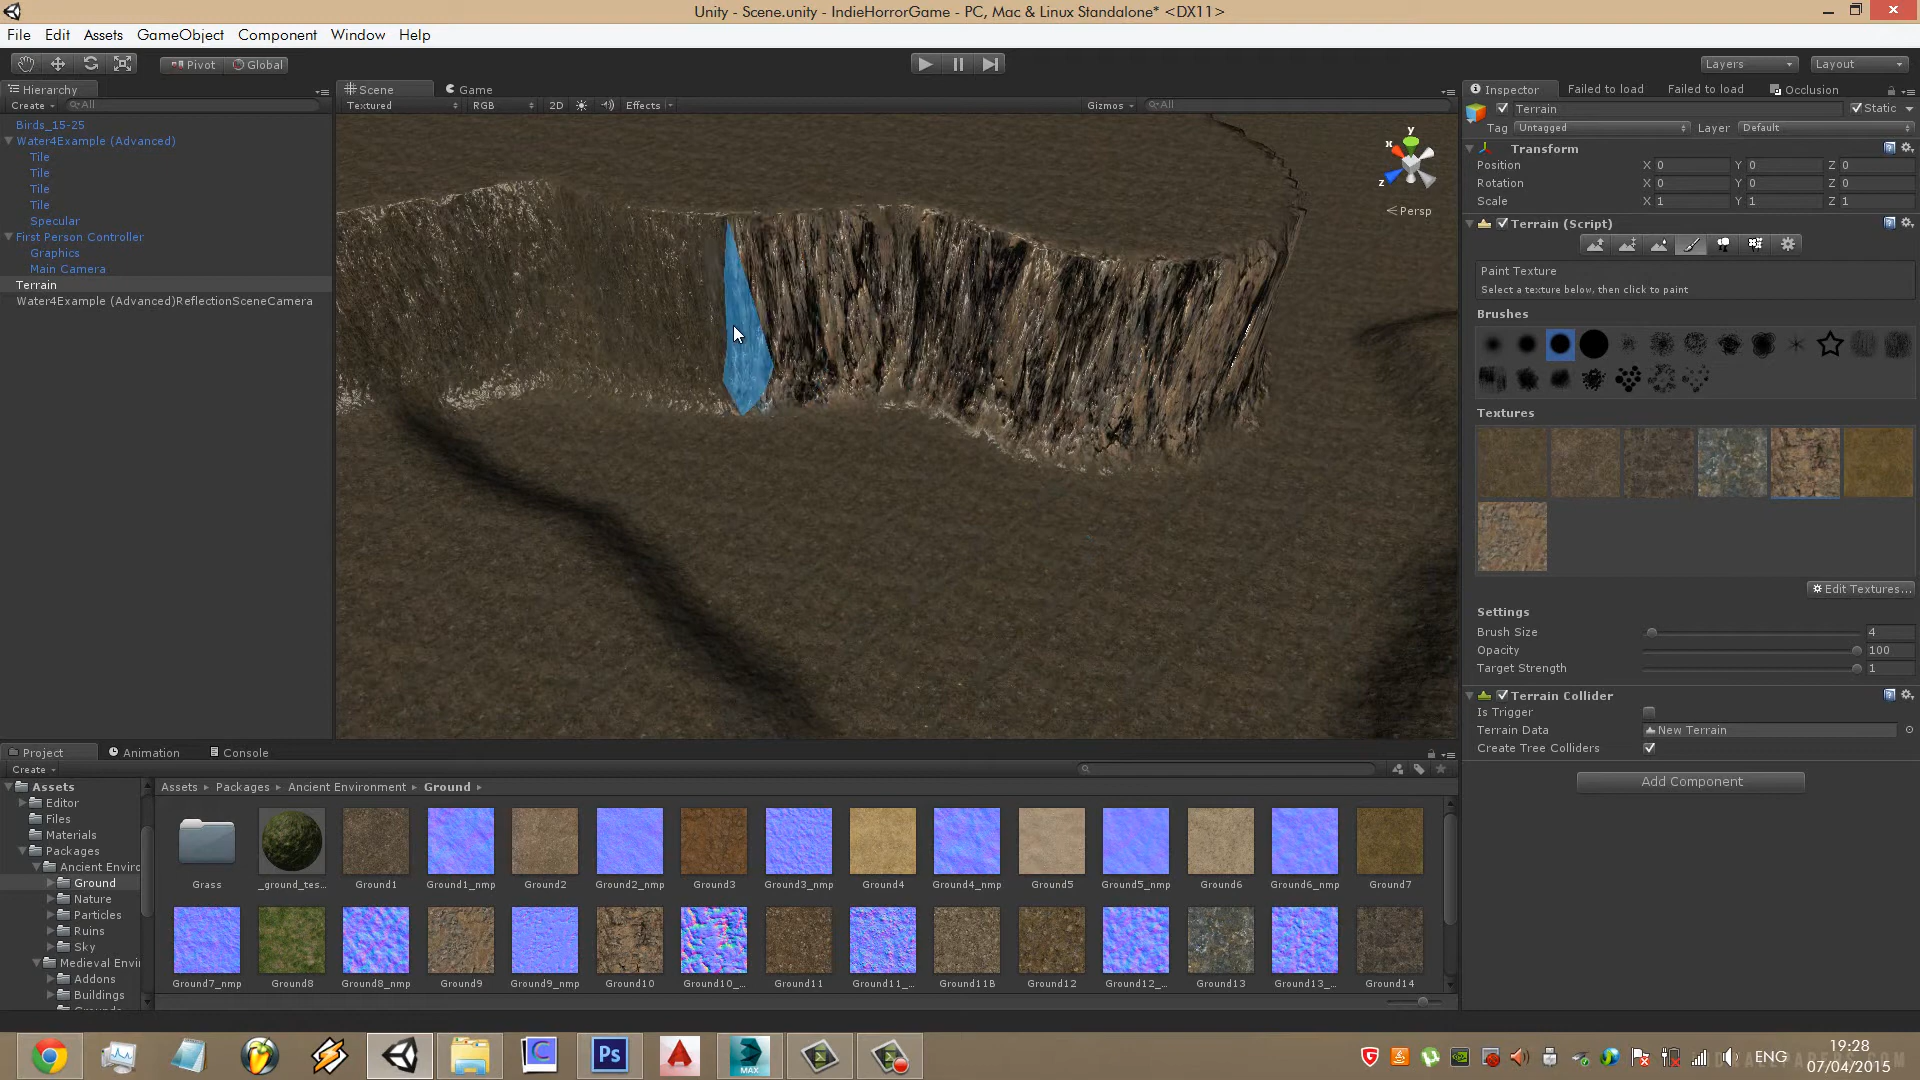 Unity - Scene.unity - IndieHorrorGame - PC, Mac & Linux Standalone* <DX11>
File Edit Assets GameObject Component Window Help
Pivot Global Layers Layout
Hierarchy
Create All
Birds_15-25
Water4Example (Advanced)
Tile
Tile
Tile
Tile
Specular
First Person Controller
Graphics
Main Camera
Terrain
Water4Example (Advanced)ReflectionSceneCamera
Scene Game
Textured RGB 2D Effects Gizmos All
y
x
z
Persp
Inspector Failed to load Failed to load Occlusion
Terrain Static
Tag Untagged Layer Default
Transform
Position X 0 Y 0 Z 0
Rotation X 0 Y 0 Z 0
Scale X 1 Y 1 Z 1
Terrain (Script)
Paint Texture
Select a texture below, then click to paint
Brushes
Textures
Edit Textures...
Settings
Brush Size 4
Opacity 100
Target Strength 1
Terrain Collider
Is Trigger
Terrain Data New Terrain
Create Tree Colliders
Add Component
Project Animation Console
Create
Assets
Editor
Files
Materials
Packages
Ancient Enviro
Ground
Nature
Particles
Ruins
Sky
Medieval Envi
Addons
Buildings
Assets Packages Ancient Environment Ground
Grass _ground_tes... Ground1 Ground1_nmp Ground2 Ground2_nmp Ground3 Ground3_nmp Ground4 Ground4_nmp Ground5 Ground5_nmp Ground6 Ground6_nmp Ground7
Ground7_nmp Ground8 Ground8_nmp Ground9 Ground9_nmp Ground10 Ground10_... Ground11 Ground11_... Ground11B Ground12 Ground12_... Ground13 Ground13_... Ground14
Ps
MAX
ENG
19:28
07/04/2015